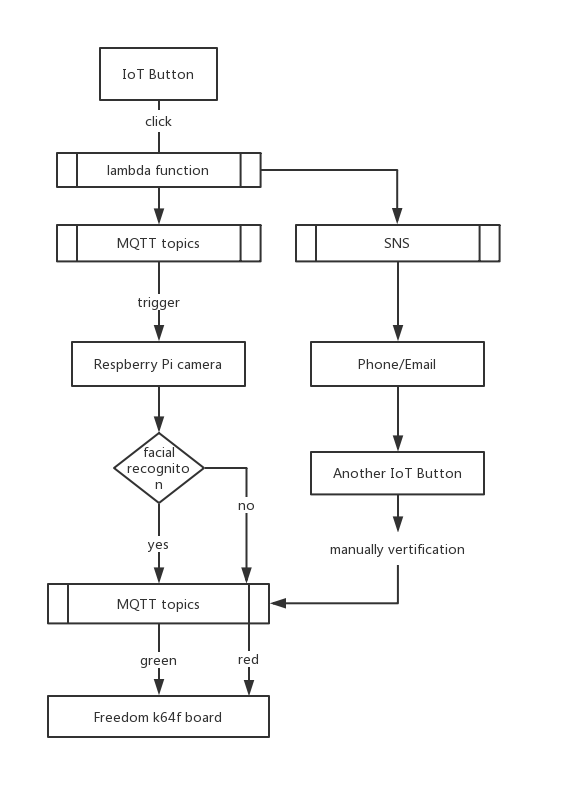 IoT Button
click
lambda function
MQTT topics
SNS
trigger
Respberry Pi camera
Phone/Email
facial
recognito
n
Another IoT Button
no
yes
manually vertification
MQTT topics
green
red
Freedom k64f board